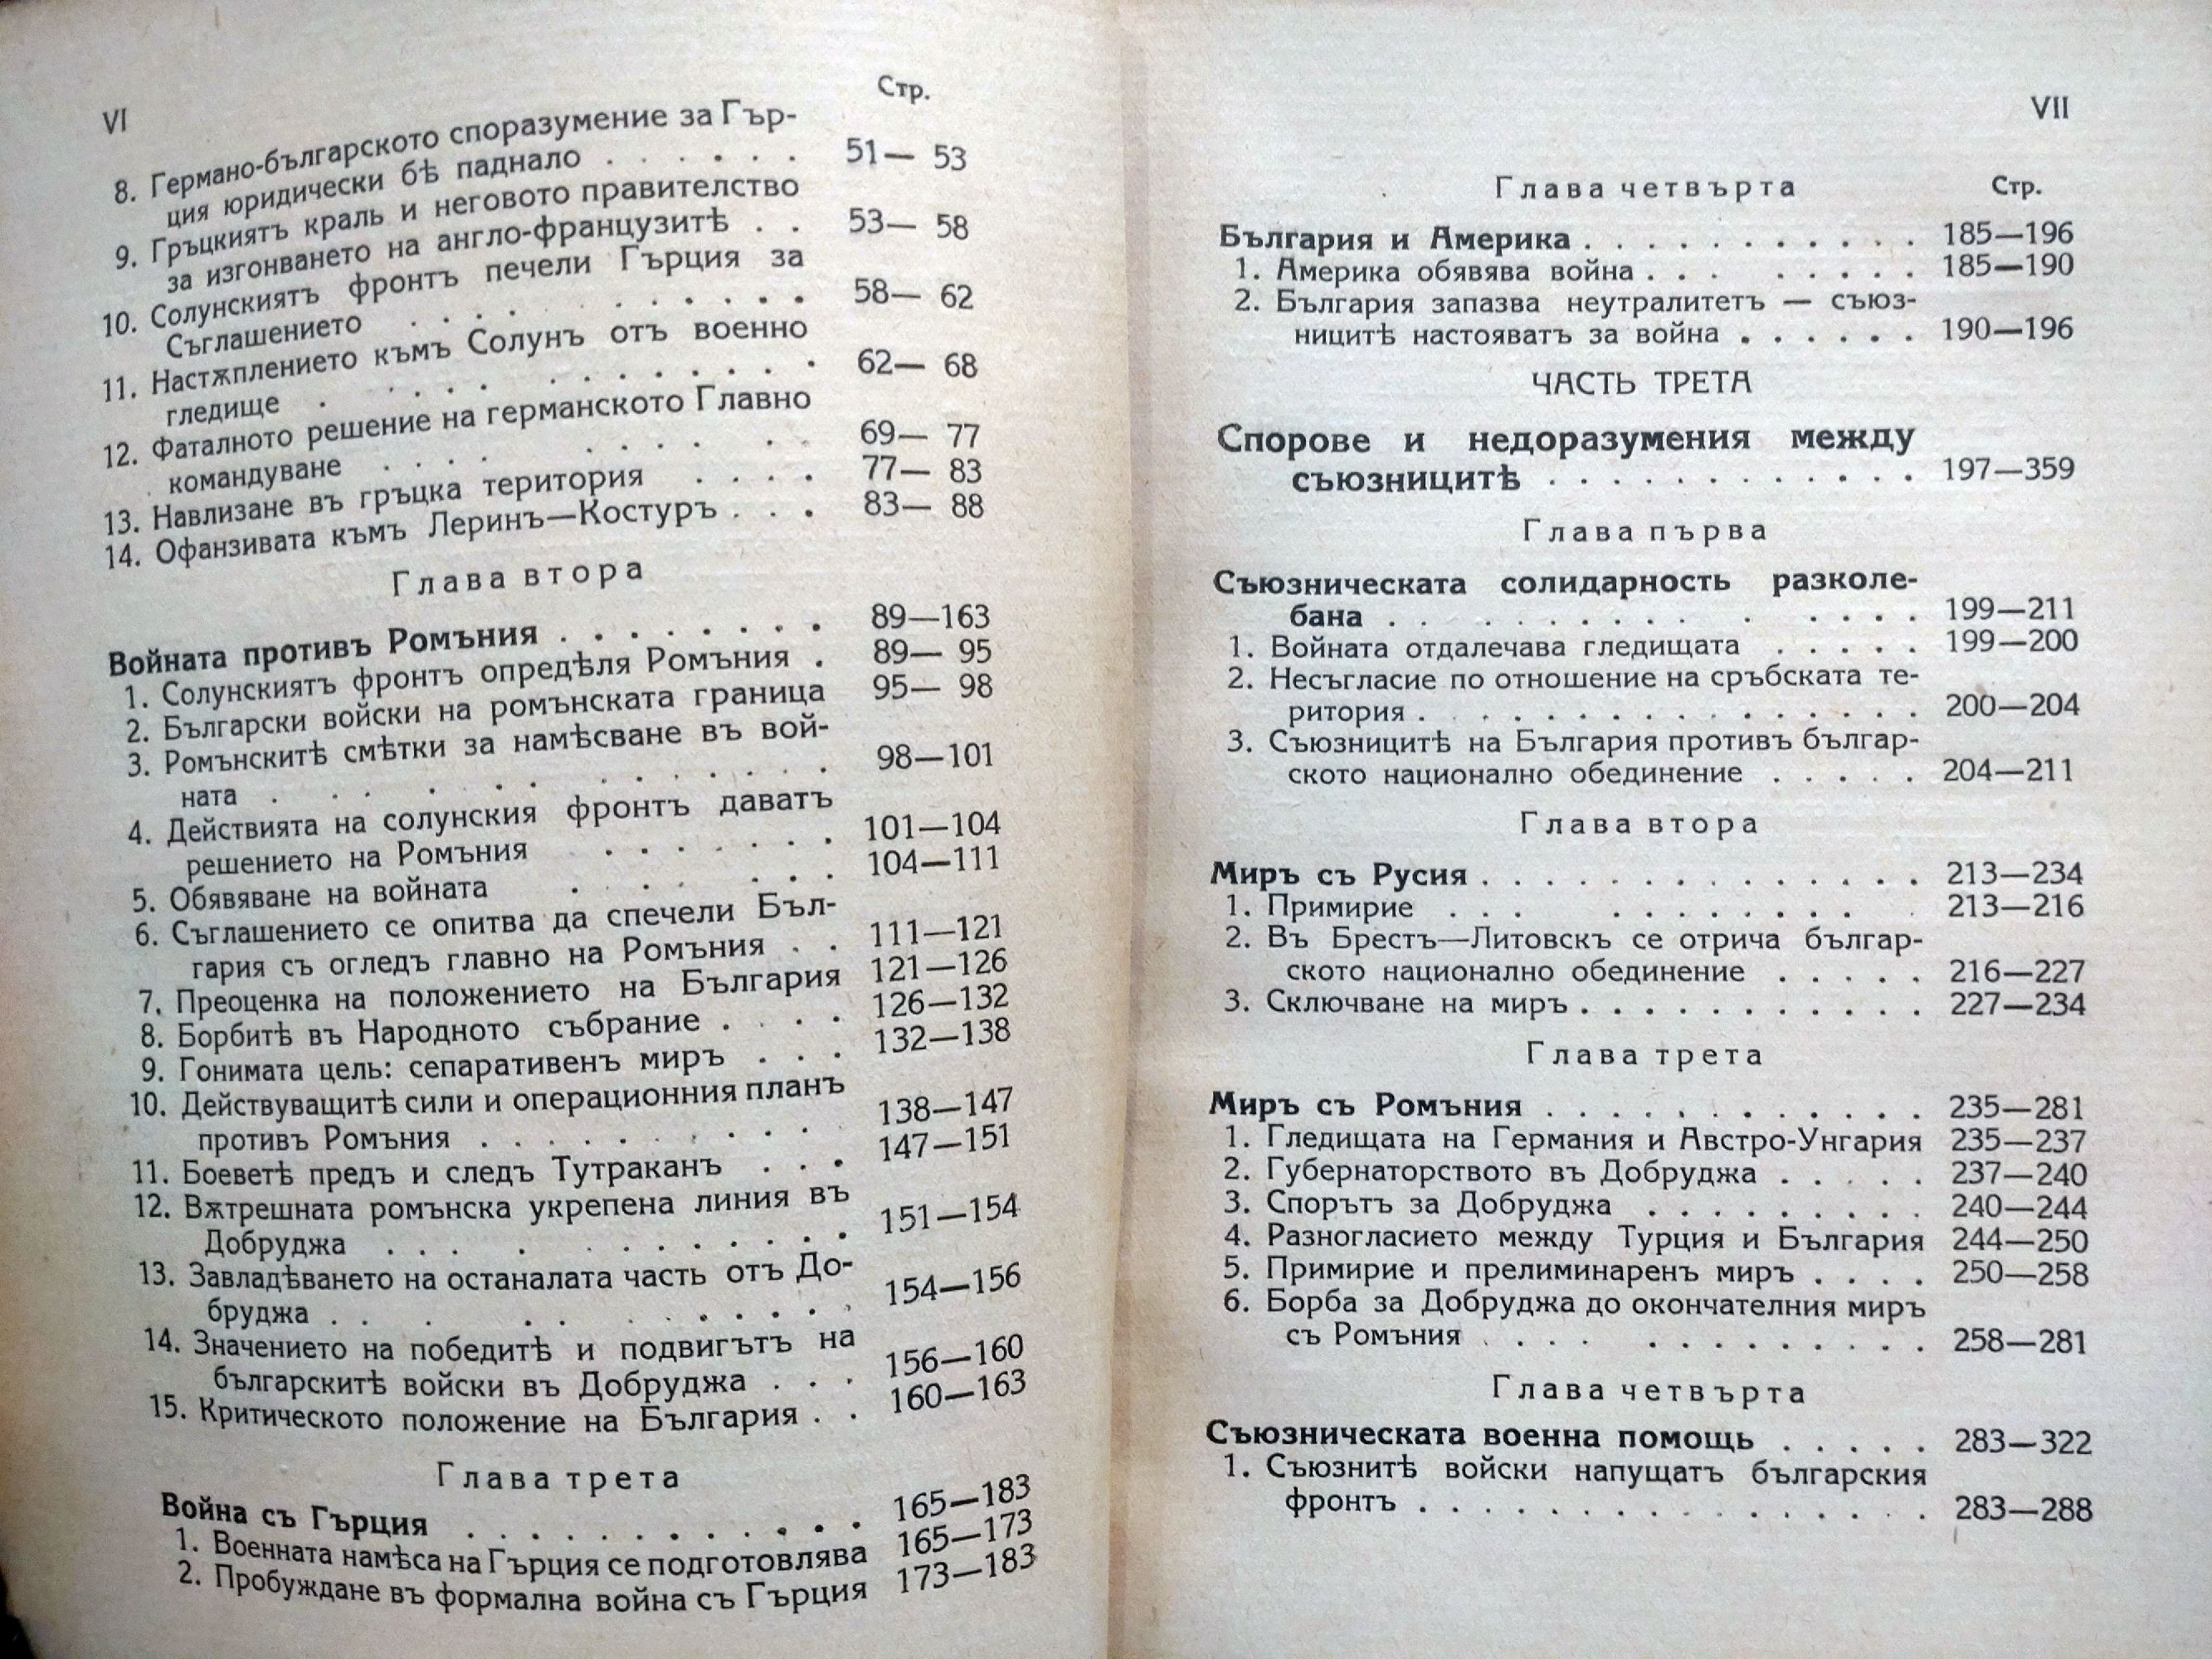 VI
Стр.
8. Германо-българското споразумение за Гър-
ция юридически бѣ паднало . . . . . . 51— 53
9. Гръцкиятъ краль и неговото правителство
за изгонването на англо-французитѣ . . 53— 58
10. Солунскиятъ фронтъ печели Гърция за
Съглашението . . . . . . . . . . 58— 62
11. Настѫплението къмъ Солунъ отъ военно
гледище . . . . . . . . . . . 62— 68
12. Фаталното решение на германското Главно
командуване . . . . . . . . . 69— 77
13. Навлизане въ гръцка територия . . . . 77— 83
14. Офанзивата къмъ Леринъ—Костуръ . . . 83— 88
Глава втора
Войната противъ Ромъния . . . . . . . . 89—163
1. Солунскиятъ фронтъ опредѣля Ромъния . 89— 95
2. Български войски на ромънската граница 95— 98
3. Ромънскитѣ смѣтки за намѣсване въ вой-
ната . . . . . . . . . . . . 98—101
4. Действията на солунския фронтъ даватъ
решението на Ромъния . . . . . . . 101—104
5. Обявяване на войната . . . . . . 104—111
6. Съглашението се опитва да спечели Бъл-
гария съ огледъ главно на Ромъния . . 111—121
7. Преоценка на положението на България 121—126
8. Борбитѣ въ Народното събрание . . . . 126—132
9. Гонимата цель: сепаративенъ миръ . . . 132—138
10. Действуващитѣ сили и операционния планъ
противъ Ромъния . . . . . . . . . 138—147
11. Боеветѣ предъ и следъ Тутраканъ . . . 147—151
12. Вѫтрешната ромънска укрепена линия въ
Добруджа . . . . . . . . . . . 151—154
13. Завладѣването на останалата часть отъ До-
бруджа . . . . . . . . . . . 154—156
14. Значението на победитѣ и подвигътъ на
българскитѣ войски въ Добруджа . . . 156—160
15. Критическото положение на България . . 160—163
Глава трета
Война съ Гърция . . . . . . . . . . . . 165—183
1. Военната намѣса на Гърция се подготовлява 165—173
2. Пробуждане въ формална война съ Гърция 173—183
VII
Глава четвърта Стр.
България и Америка . . . . . . . . . . . 185—196
1. Америка обявява война . . . . . . . . 185—190
2. България запазва неутралитетъ — съюз-
ницитѣ настояватъ за война . . . . . . 190—196
ЧАСТЬ ТРЕТА
Спорове и недоразумения между
съюзницитѣ . . . . . . . . . . . . 197—359
Глава първа
Съюзническата солидарность разколе-
бана . . . . . . . . . . . . . . 199—211
1. Войната отдалечава гледищата . . . . . 199—200
2. Несъгласие по отношение на сръбската те-
ритория . . . . . . . . . . . . . . . 200—204
3. Съюзницитѣ на България противъ българ-
ското национално обединение . . . . . 204—211
Глава втора
Миръ съ Русия . . . . . . . . . . . . . . 213—234
1. Примирие . . . . . . . . . . . . 213—216
2. Въ Брестъ—Литовскъ се отрича българ-
ското национално обединение . . . . . 216—227
3. Сключване на миръ . . . . . . . . . . . 227—234
Глава трета
Миръ съ Ромъния . . . . . . . . . . . . 235—281
1. Гледищата на Германия и Австро-Унгария 235—237
2. Губернаторството въ Добруджа . . . . . 237—240
3. Спорътъ за Добруджа . . . . . . . . . 240—244
4. Разногласието между Турция и България 244—250
5. Примирие и прелиминаренъ миръ . . . . 250—258
6. Борба за Добруджа до окончателния миръ
съ Ромъния . . . . . . . . . . . . . 258—281
Глава четвърта
Съюзническата военна помощь . . . . . 283—322
1. Съюзнитѣ войски напущатъ българския
фронтъ . . . . . . . . . . . . . . . . 283—288